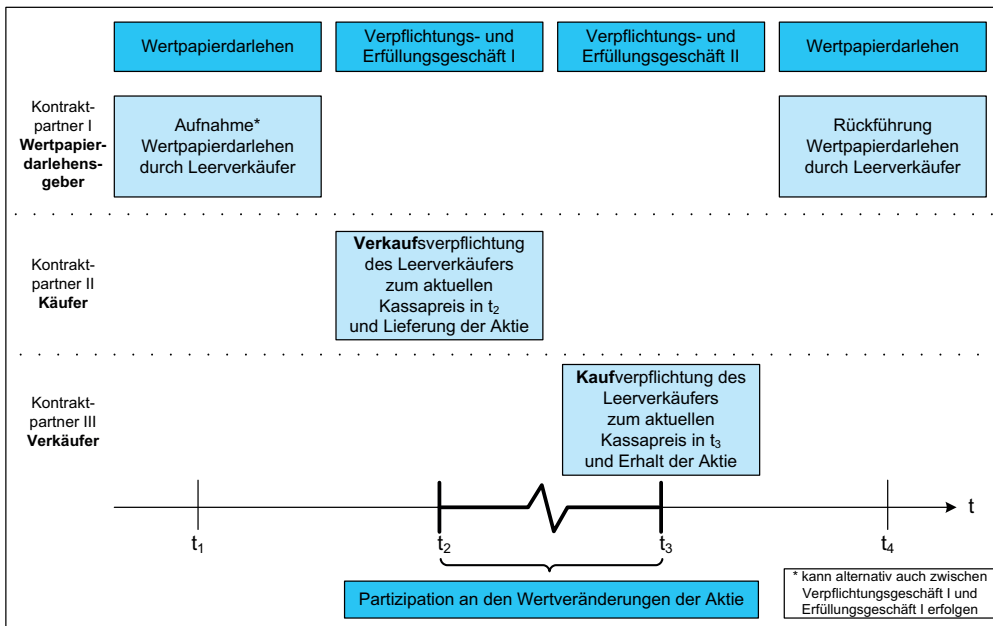 Wertpapierdarlehen
Verpflichtungs- und
Erfüllungsgeschäft I
Verpflichtungs- und
Erfüllungsgeschäft II
Wertpapierdarlehen
Kontrakt-
partner I
Wertpapier-
darlehens-
geber
Aufnahme*
Wertpapierdarlehen
durch Leerverkäufer
Rückführung
Wertpapierdarlehen
durch Leerverkäufer
Kontrakt-
partner II
Käufer
Verkaufsverpflichtung
des Leerverkäufers
zum aktuellen
Kassapreis in t₂
und Lieferung der Aktie
Kontrakt-
partner III
Verkäufer
Kaufverpflichtung des
Leerverkäufers
zum aktuellen
Kassapreis in t₃
und Erhalt der Aktie
t
t₁
t₂
t₃
t₄
Partizipation an den Wertveränderungen der Aktie
* kann alternativ auch zwischen
Verpflichtungsgeschäft I und
Erfüllungsgeschäft I erfolgen